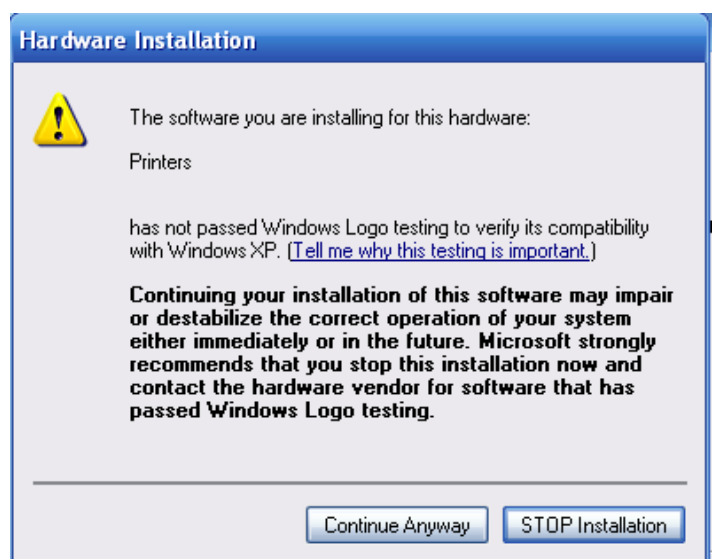 Hardware Installation
The software you are installing for this hardware:
Printers
has not passed Windows Logo testing to verify its compatibility
with Windows XP. (Tell me why this testing is important.)
Continuing your installation of this software may impair
or destabilize the correct operation of your system
either immediately or in the future. Microsoft strongly
recommends that you stop this installation now and
contact the hardware vendor for software that has
passed Windows Logo testing.
Continue Anyway
STOP Installation